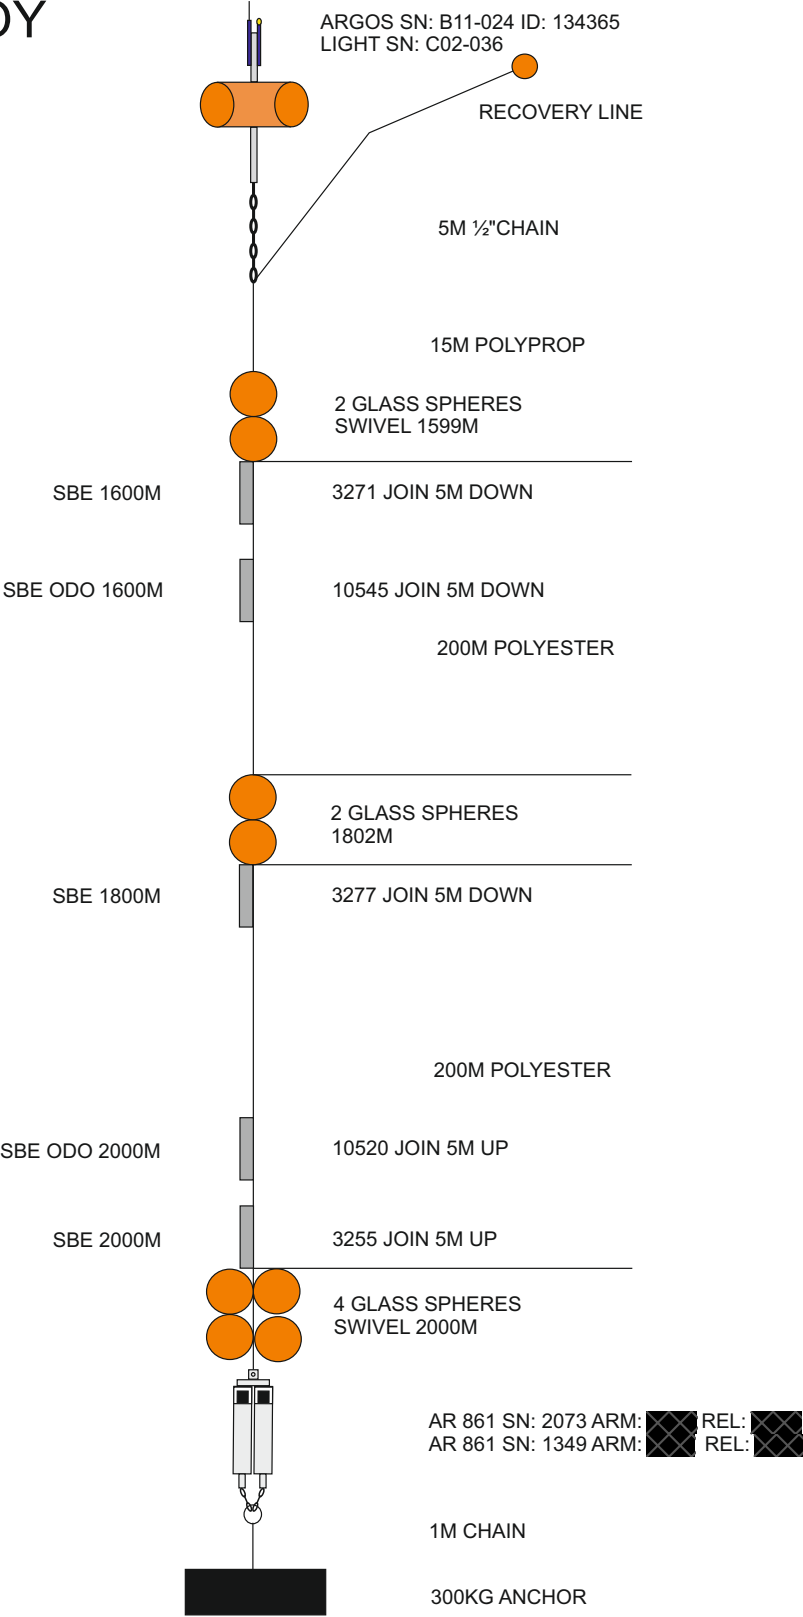 ARGOS SN: B11-024 ID: 134365
LIGHT SN: C02-036
RECOVERY LINE
5M ½"CHAIN
15M POLYPROP
2 GLASS SPHERES
SWIVEL 1599M
SBE 1600M
3271 JOIN 5M DOWN
SBE ODO 1600M
10545 JOIN 5M DOWN
200M POLYESTER
2 GLASS SPHERES
1802M
SBE 1800M
3277 JOIN 5M DOWN
200M POLYESTER
SBE ODO 2000M
10520 JOIN 5M UP
SBE 2000M
3255 JOIN 5M UP
4 GLASS SPHERES
SWIVEL 2000M
AR 861 SN: 2073 ARM: REL:
AR 861 SN: 1349 ARM: REL:
1M CHAIN
300KG ANCHOR